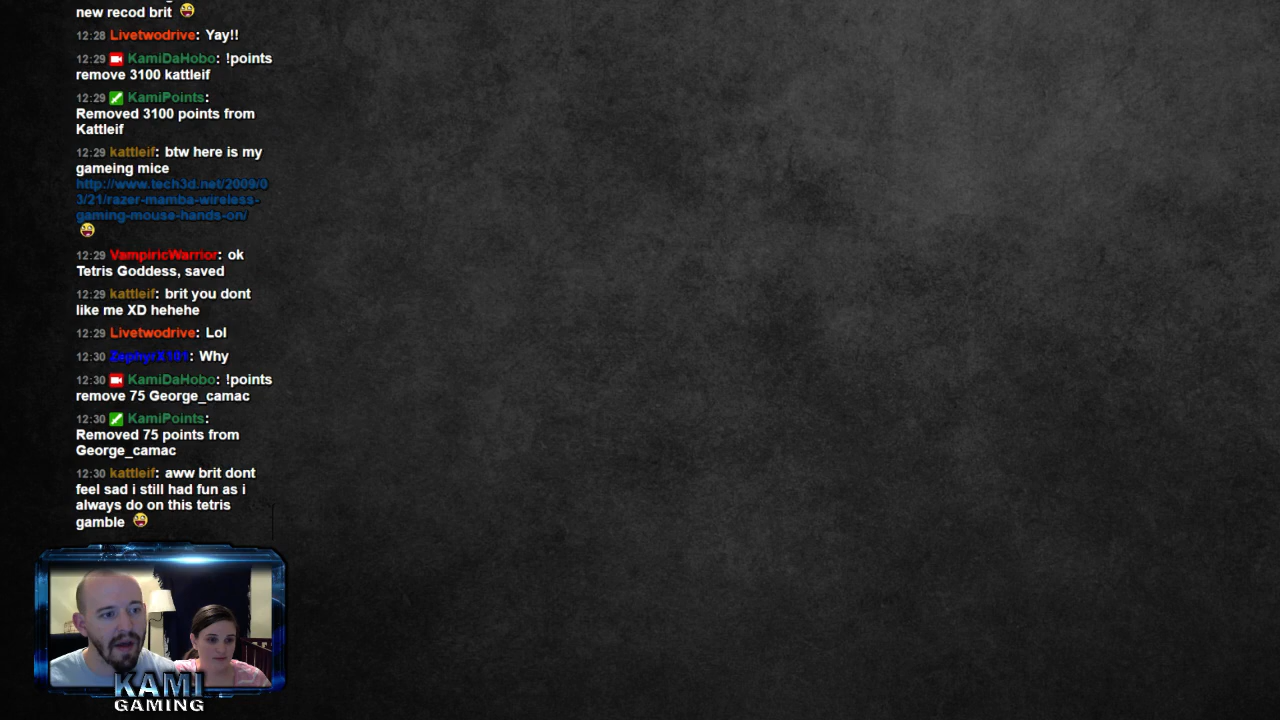 new recod brit
12:28 Livetwodrive: Yay!!
12:29 KamiDaHobo: !points
remove 3100 kattleif
12:29 KamiPoints:
Removed 3100 points from
Kattleif
12:29 kattleif: btw here is my
gameing mice
http://www.tech3d.net/2009/0
3/21/razer-mamba-wireless-
gaming-mouse-hands-on/
12:29 VampiricWarrior: ok
Tetris Goddess, saved
12:29 kattleif: brit you dont
like me XD hehehe
12:29 Livetwodrive: Lol
12:30 : Why
12:30 KamiDaHobo: !points
remove 75 George_camac
12:30 KamiPoints:
Removed 75 points from
George_camac
12:30 kattleif: aww brit dont
feel sad i still had fun as i
always do on this tetris
gamble
KAMI
GAMING